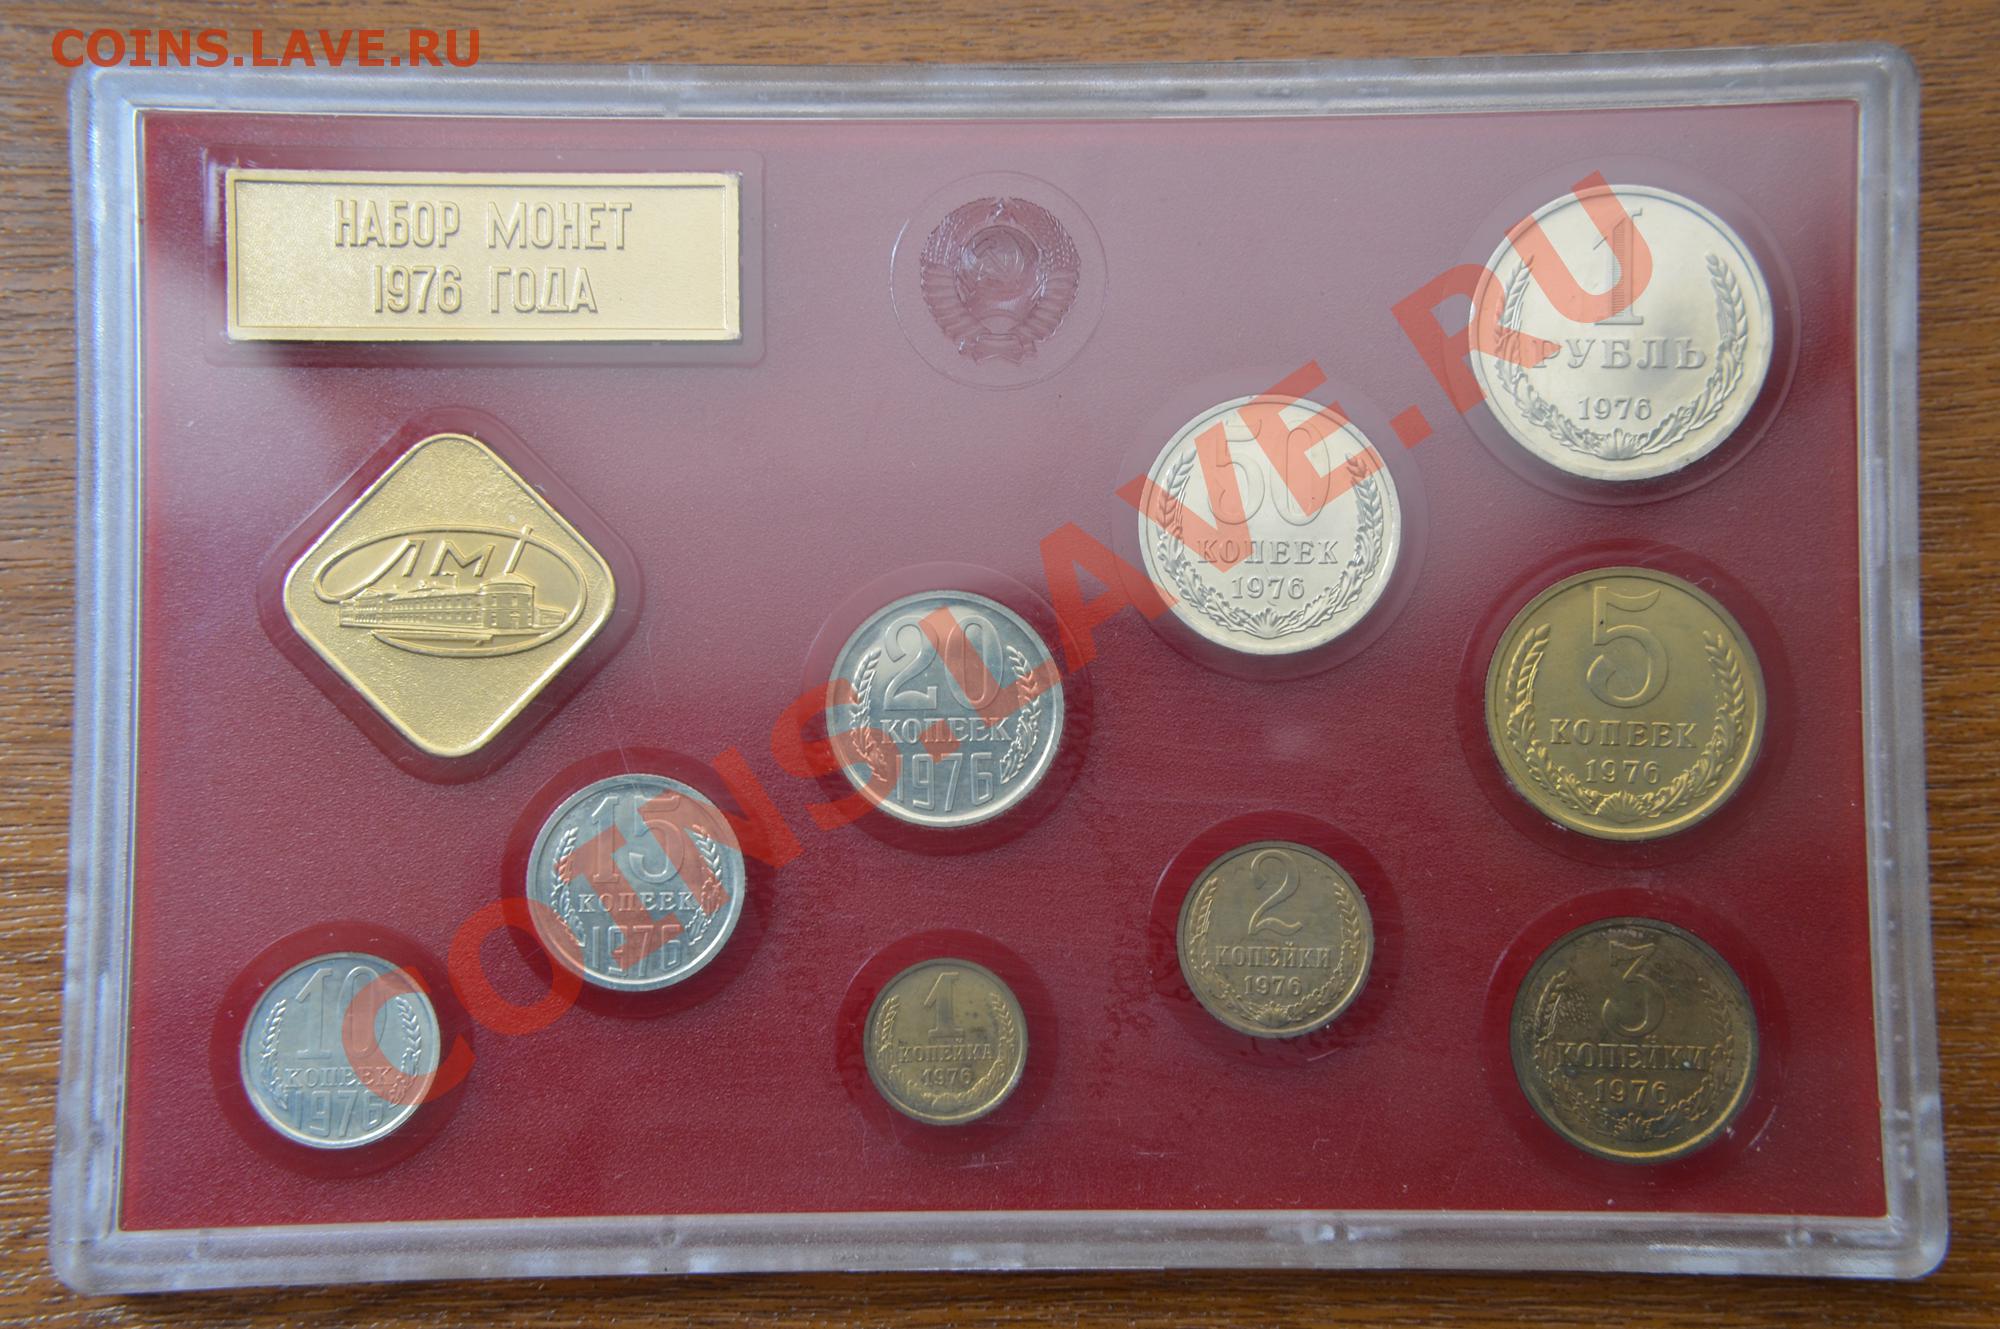 COINS.LAVE.RU
НАБОР МОНЕТ
1976 ГОДА
1
РУБЛЬ
1976
50
КОПЕЕК
1976
ЛМД
20
КОПЕЕК
1976
5
КОПЕЕК
1976
15
КОПЕЕК
1976
2
КОПЕЙКИ
1976
3
КОПЕЙКИ
1976
10
КОПЕЕК
1976
1
КОПЕЙКА
1976
COINS.LAVE.RU